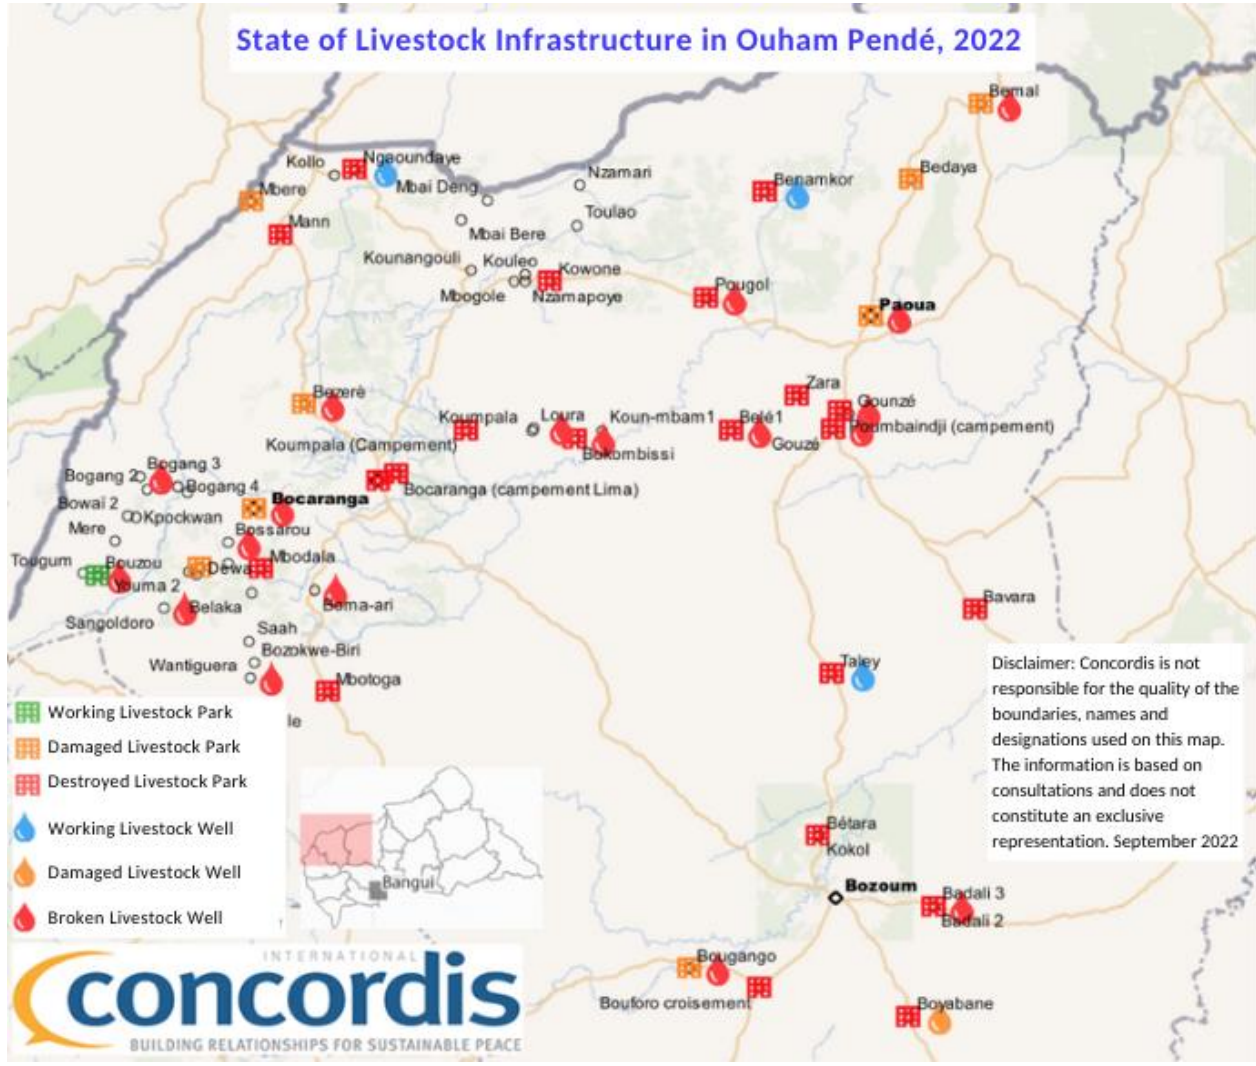 State of Livestock Infrastructure in Ouham Pendé, 2022
Bemal
Kollo
Ngaoundaye
Nzamari
Bedaya
Mbere
Mbai Deng
Benamkor
Mann
Toulao
Mbai Bere
Kounangouli
Kouleo
Kowone
Mbogole
Nzamapoye
Pougol
Paoua
Bezerè
Zara
Gounzé
Koumpala
Loura
Koun-mbam1
Belé1
Poumbaindji (campement)
Koumpala (Campement)
Bokombissi
Gouzé
Bogang 2
Bogang 3
Bogang 4
Bocaranga (campement Lima)
Bowai 2
Kpockwan
Bocaranga
Mere
Bossarou
Tougum
Bouzou
Dewa
Mbodala
Youma 2
Belaka
Boma-ari
Bavara
Sangoldoro
Saah
Bozokwe-Biri
Wantiguera
Mbotoga
Taley
le
Disclaimer: Concordis is not
responsible for the quality of the
boundaries, names and
designations used on this map.
The information is based on
consultations and does not
constitute an exclusive
representation. September 2022
Working Livestock Park
Damaged Livestock Park
Destroyed Livestock Park
Working Livestock Well
Damaged Livestock Well
Broken Livestock Well
Bangui
Bétara
Kokol
Bozoum
Badali 3
Badali 2
Bougango
Bouforo croisement
Boyabane
INTERNATIONAL
concordis
BUILDING RELATIONSHIPS FOR SUSTAINABLE PEACE